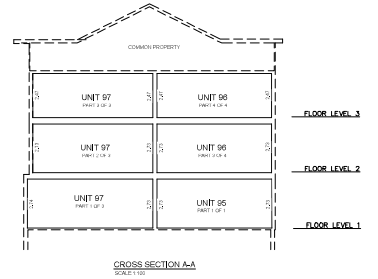 COMMON PROPERTY
UNIT 97
PART 3 OF 3
UNIT 96
PART 4 OF 4
FLOOR LEVEL 3
UNIT 97
PART 2 OF 3
UNIT 96
PART 3 OF 4
FLOOR LEVEL 2
UNIT 97
PART 1 OF 3
UNIT 95
PART 1 OF 1
FLOOR LEVEL 1
CROSS SECTION A-A
SCALE 1:100